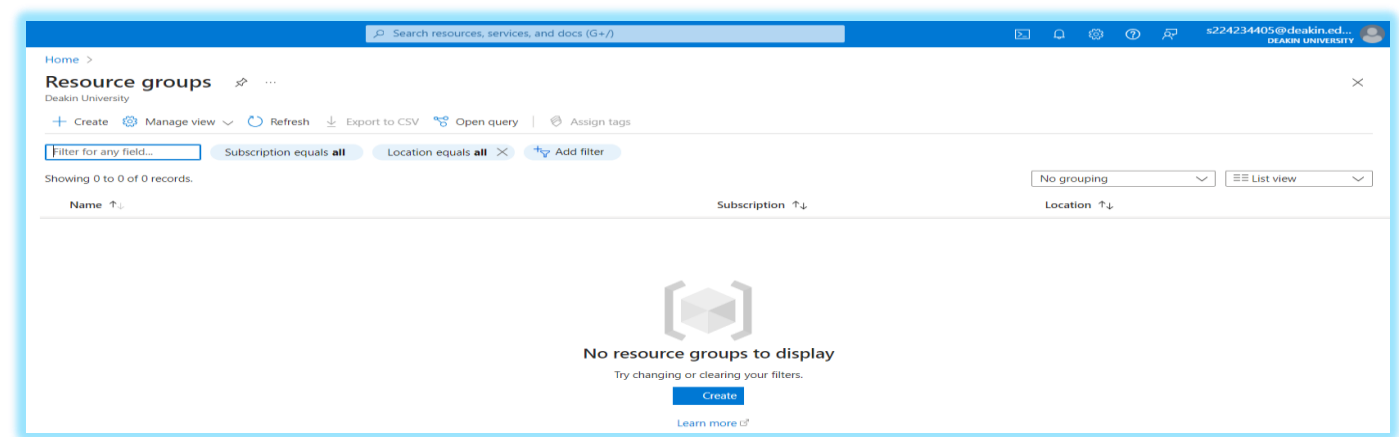 Search resources, services, and docs (G+/)
s224234405@deakin.ed...
DEAKIN UNIVERSITY
Home >
Resource groups ...
Deakin University
+ Create Manage view Refresh Export to CSV Open query Assign tags
Filter for any field... Subscription equals all Location equals all Add filter
Showing 0 to 0 of 0 records. No grouping List view
Name ↑↓ Subscription ↑↓ Location ↑↓
No resource groups to display
Try changing or clearing your filters.
Create
Learn more